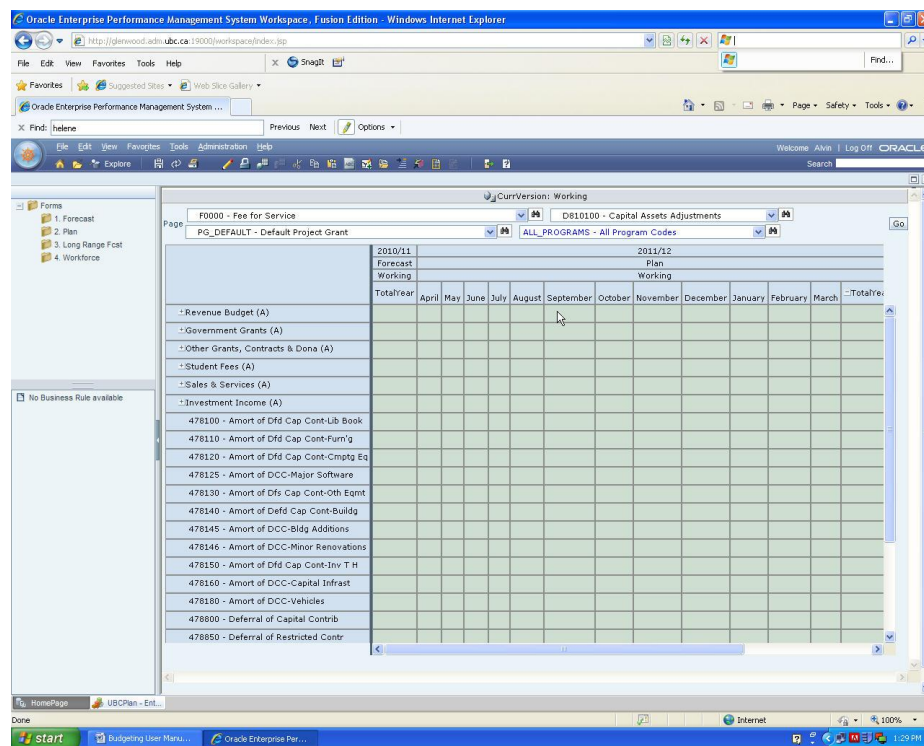 Oracle Enterprise Performance Management System Workspace, Fusion Edition - Windows Internet Explorer
http://glenwood.adm.ubc.ca:19000/workspace/index.jsp
File Edit View Favorites Tools Help
x SnagIt
Find...
Favorites Suggested Sites Web Slice Gallery
Oracle Enterprise Performance Management System ...
Page Safety Tools
x Find: helene Previous Next Options
File Edit View Favorites Tools Administration Help Welcome Alvin | Log Off ORACLE
Explore Search
Forms
1. Forecast
2. Plan
3. Long Range Fcst
4. Workforce
No Business Rule available
CurrVersion: Working
Page F0000 - Fee for Service D810100 - Capital Assets Adjustments
PG_DEFAULT - Default Project Grant ALL_PROGRAMS - All Program Codes
Go
2010/11 2011/12
Forecast Plan
Working Working
TotalYear April May June July August September October November December January February March -TotalYea
+Revenue Budget (A)
+Government Grants (A)
+Other Grants, Contracts & Dona (A)
+Student Fees (A)
+Sales & Services (A)
+Investment Income (A)
478100 - Amort of Dfd Cap Cont-Lib Book
478110 - Amort of Dfd Cap Cont-Furn'g
478120 - Amort of Dfd Cap Cont-Cmptg Eq
478125 - Amort of DCC-Major Software
478130 - Amort of Dfs Cap Cont-Oth Eqmt
478140 - Amort of Defd Cap Cont-Buildg
478145 - Amort of DCC-Bldg Additions
478146 - Amort of DCC-Minor Renovations
478150 - Amort of Dfd Cap Cont-Inv T H
478160 - Amort of DCC-Capital Infrast
478180 - Amort of DCC-Vehicles
478800 - Deferral of Capital Contrib
478850 - Deferral of Restricted Contr
HomePage UBCPlan - Ent...
Done Internet 100%
start Budgeting User Manu... Oracle Enterprise Per... 1:29 PM